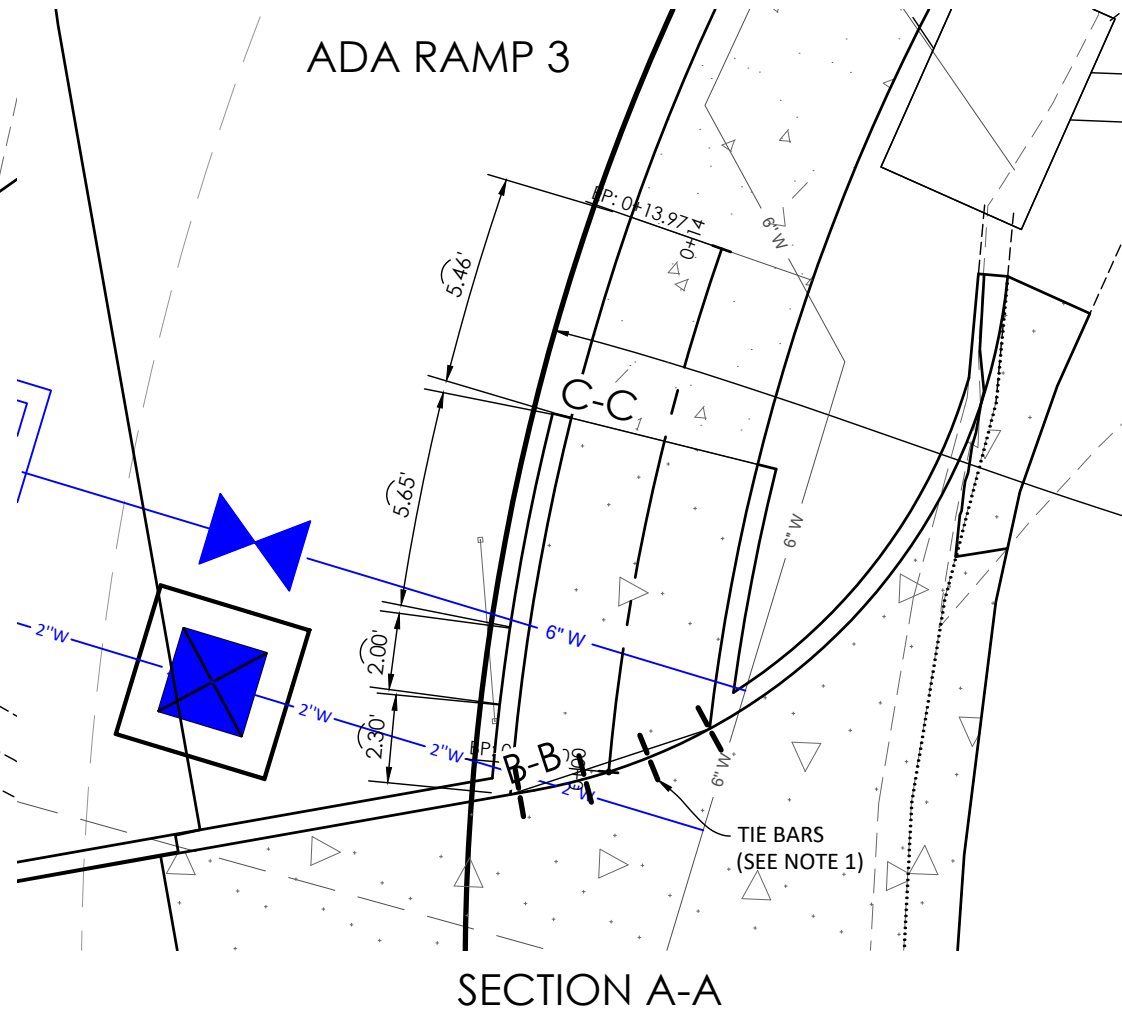 ADA RAMP 3
EP: 0+13.97
0+14
6" W
5.46'
C-C
5.65'
6" W
6" W
2"W
2.00'
2"W
2.30'
2"W
B-B
2"W
6" W
TIE BARS
(SEE NOTE 1)
SECTION A-A